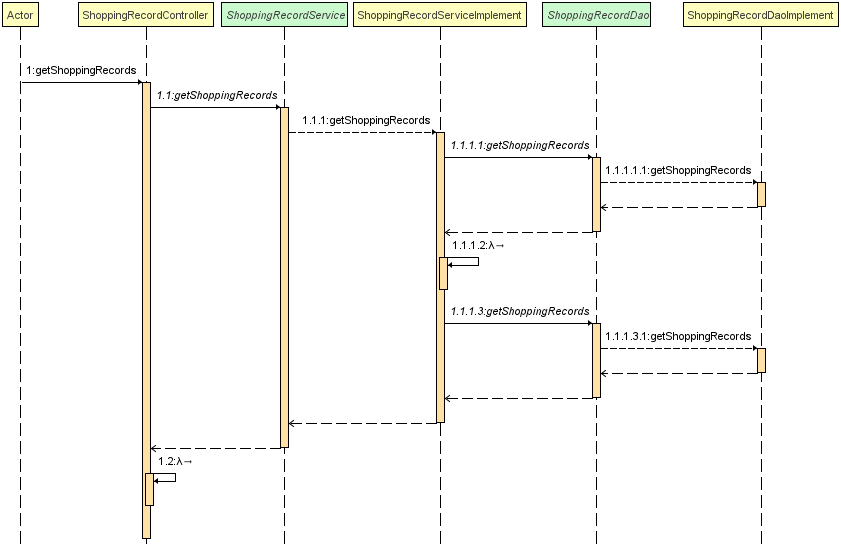 Actor
ShoppingRecordController
ShoppingRecordService
ShoppingRecordServiceImplement
ShoppingRecordDao
ShoppingRecordDaoImplement
1:getShoppingRecords
1.1:getShoppingRecords
1.1.1:getShoppingRecords
1.1.1.1:getShoppingRecords
1.1.1.1.1:getShoppingRecords
1.1.1.2:λ→
1.1.1.3:getShoppingRecords
1.1.1.3.1:getShoppingRecords
1.2:λ→